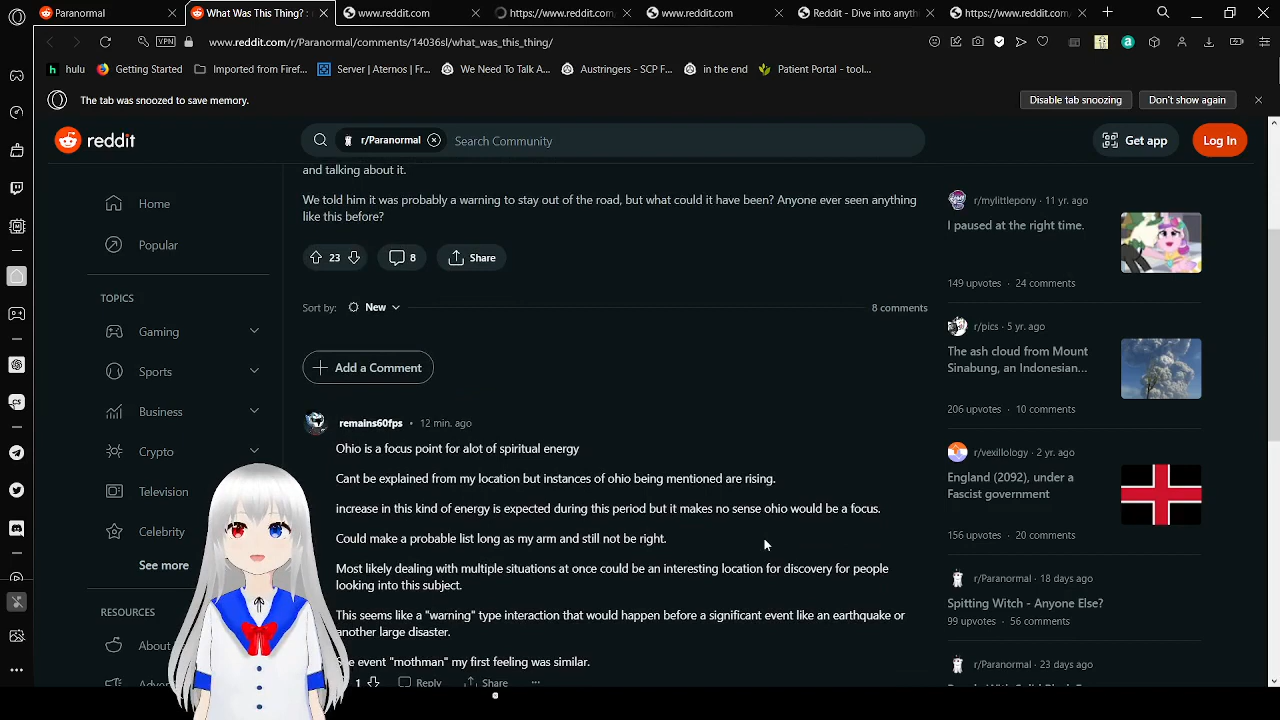 Paranormal
What Was This Thing? :
www.reddit.com
https://www.reddit.com/
www.reddit.com
Reddit - Dive into anyth
https://www.reddit.com/
VPN
www.reddit.com/r/Paranormal/comments/14036sl/what_was_this_thing/
h hulu
Getting Started
Imported from Firef...
Server | Aternos | Fr...
We Need To Talk A...
Austringers - SCP F...
in the end
Patient Portal - tool...
The tab was snoozed to save memory.
Disable tab snoozing
Don't show again
reddit
r/Paranormal
Search Community
Get app
Log In
Home
Popular
TOPICS
Gaming
Sports
Business
Crypto
Television
Celebrity
See more
RESOURCES
About
and talking about it.
We told him it was probably a warning to stay out of the road, but what could it have been? Anyone ever seen anything
like this before?
23
8
Share
Sort by:
New
8 comments
Add a Comment
remains60fps • 12 min. ago
Ohio is a focus point for alot of spiritual energy
Cant be explained from my location but instances of ohio being mentioned are rising.
increase in this kind of energy is expected during this period but it makes no sense ohio would be a focus.
Could make a probable list long as my arm and still not be right.
Most likely dealing with multiple situations at once could be an interesting location for discovery for people
looking into this subject.
This seems like a "warning" type interaction that would happen before a significant event like an earthquake or
another large disaster.
event "mothman" my first feeling was similar.
1
Reply
Share
...
r/mylittlepony • 11 yr. ago
I paused at the right time.
149 upvotes • 24 comments
r/pics • 5 yr. ago
The ash cloud from Mount
Sinabung, an Indonesian...
206 upvotes • 10 comments
r/vexillology • 2 yr. ago
England (2092), under a
Fascist government
156 upvotes • 20 comments
r/Paranormal • 18 days ago
Spitting Witch - Anyone Else?
99 upvotes • 56 comments
r/Paranormal • 23 days ago